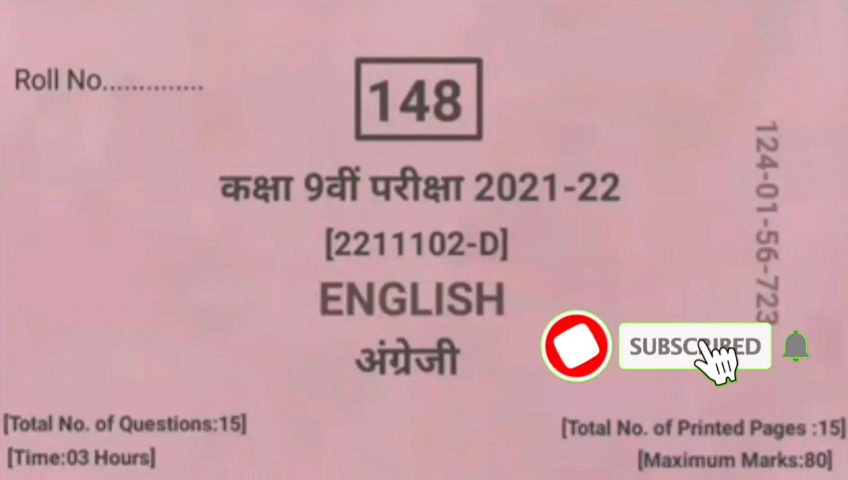 Roll No..............
148
कक्षा 9वीं परीक्षा 2021-22
[2211102-D]
ENGLISH
अंग्रेजी
124-01-56-723
SUBSCRIBED
[Total No. of Questions:15]
[Total No. of Printed Pages :15]
[Time:03 Hours]
[Maximum Marks:80]